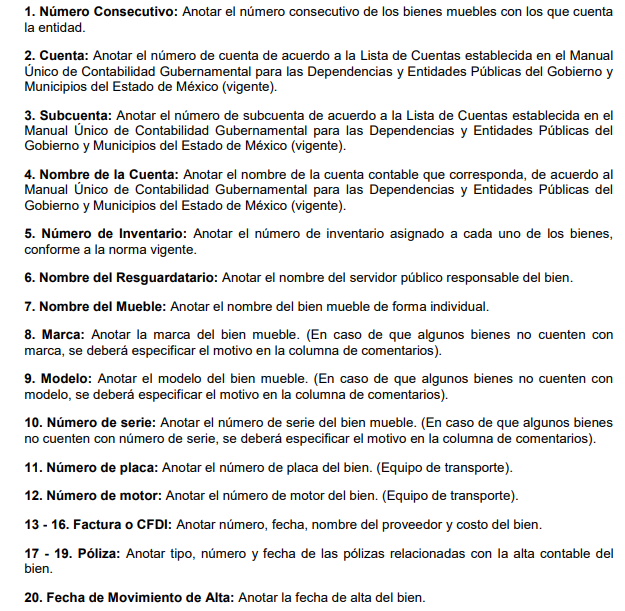 1. Número Consecutivo: Anotar el número consecutivo de los bienes muebles con los que cuenta
la entidad.
2. Cuenta: Anotar el número de cuenta de acuerdo a la Lista de Cuentas establecida en el Manual
Único de Contabilidad Gubernamental para las Dependencias y Entidades Públicas del Gobierno y
Municipios del Estado de México (vigente).
3. Subcuenta: Anotar el número de subcuenta de acuerdo a la Lista de Cuentas establecida en el
Manual Único de Contabilidad Gubernamental para las Dependencias y Entidades Públicas del
Gobierno y Municipios del Estado de México (vigente).
4. Nombre de la Cuenta: Anotar el nombre de la cuenta contable que corresponda, de acuerdo al
Manual Único de Contabilidad Gubernamental para las Dependencias y Entidades Públicas del
Gobierno y Municipios del Estado de México (vigente).
5. Número de Inventario: Anotar el número de inventario asignado a cada uno de los bienes,
conforme a la norma vigente.
6. Nombre del Resguardatario: Anotar el nombre del servidor público responsable del bien.
7. Nombre del Mueble: Anotar el nombre del bien mueble de forma individual.
8. Marca: Anotar la marca del bien mueble. (En caso de que algunos bienes no cuenten con
marca, se deberá especificar el motivo en la columna de comentarios).
9. Modelo: Anotar el modelo del bien mueble. (En caso de que algunos bienes no cuenten con
modelo, se deberá especificar el motivo en la columna de comentarios).
10. Número de serie: Anotar el número de serie del bien mueble. (En caso de que algunos bienes
no cuenten con número de serie, se deberá especificar el motivo en la columna de comentarios).
11. Número de placa: Anotar el número de placa del bien. (Equipo de transporte).
12. Número de motor: Anotar el número de motor del bien. (Equipo de transporte).
13 - 16. Factura o CFDI: Anotar número, fecha, nombre del proveedor y costo del bien.
17 - 19. Póliza: Anotar tipo, número y fecha de las pólizas relacionadas con la alta contable del
bien.
20. Fecha de Movimiento de Alta: Anotar la fecha de alta del bien.